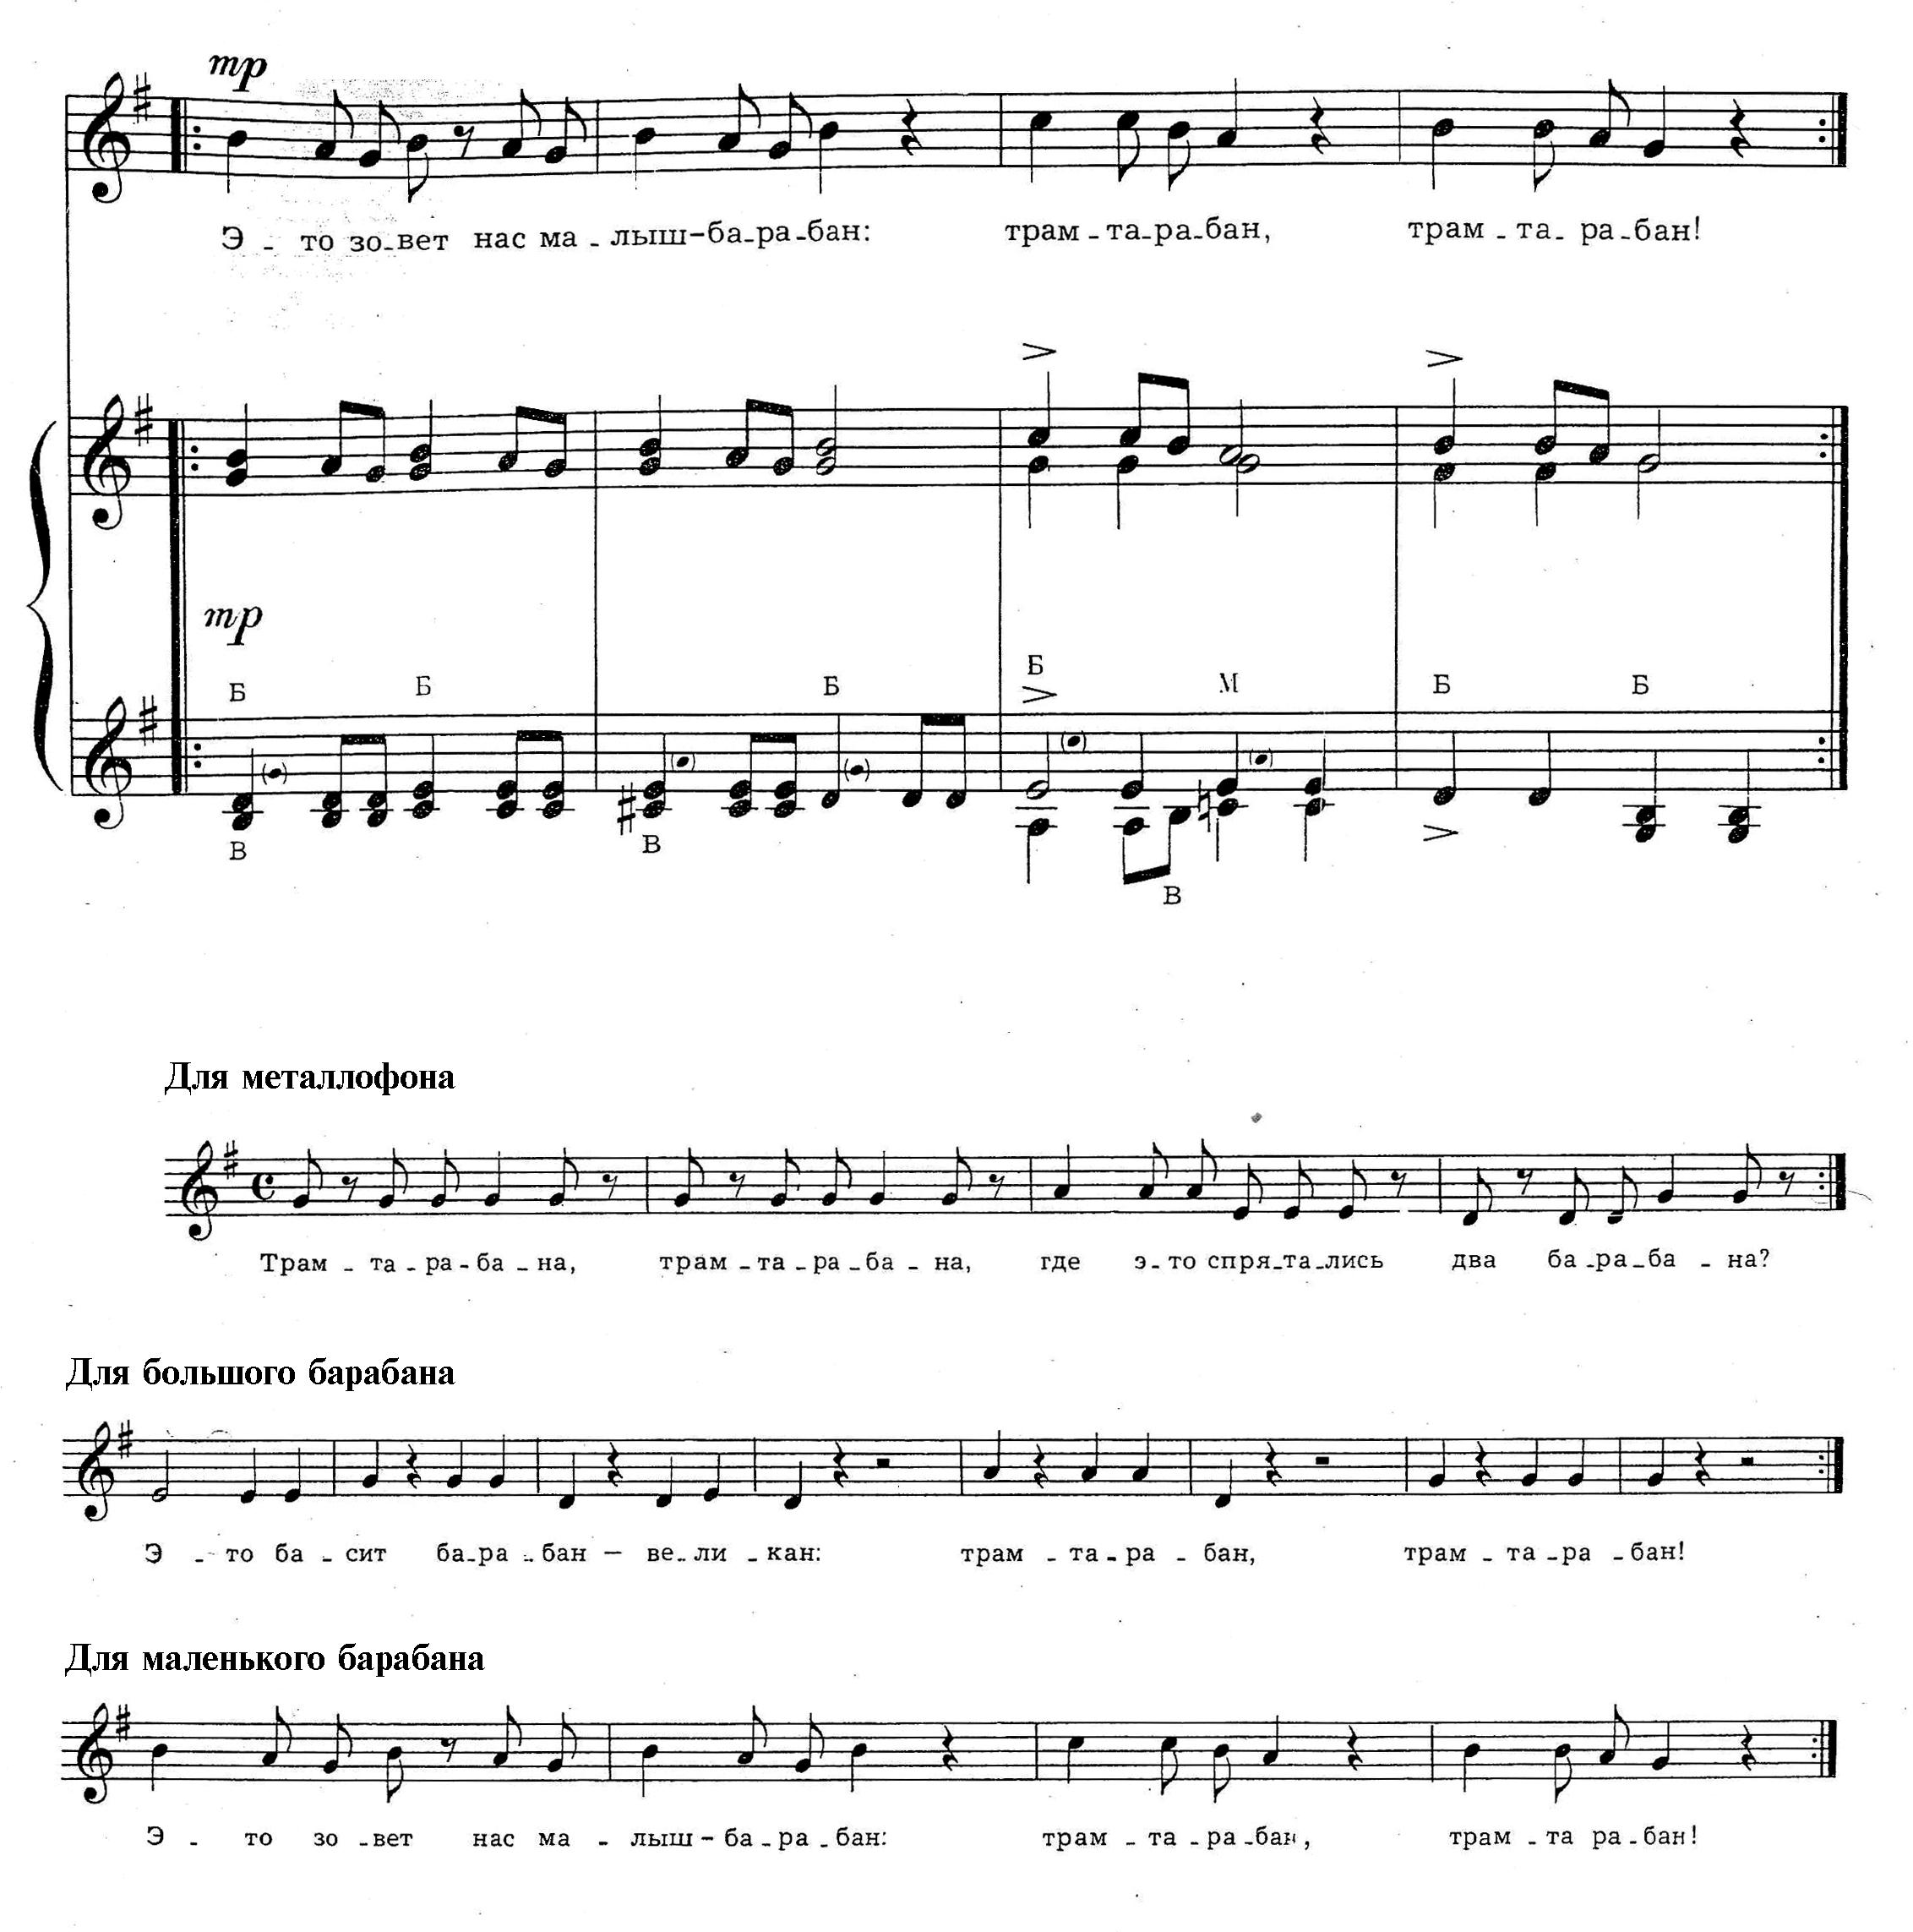 mp
Э - то зо-вет нас ма - лыш-ба-ра-бан: трам - та-ра-бан, трам - та- ра-бан!
mp
Б Б Б Б М Б Б
В В В
Для металлофона
Трам - та - ра - ба - на, трам - та - ра - ба - на, где э - то спря-та-лись два ба-ра-ба - на?
Для большого барабана
Э - то ба - сит ба-ра - бан — ве-ли - кан: трам - та - ра - бан, трам - та - ра - бан!
Для маленького барабана
Э - то зо - вет нас ма - лыш - ба - ра - бан: трам - та - ра - бан, трам - та ра - бан!